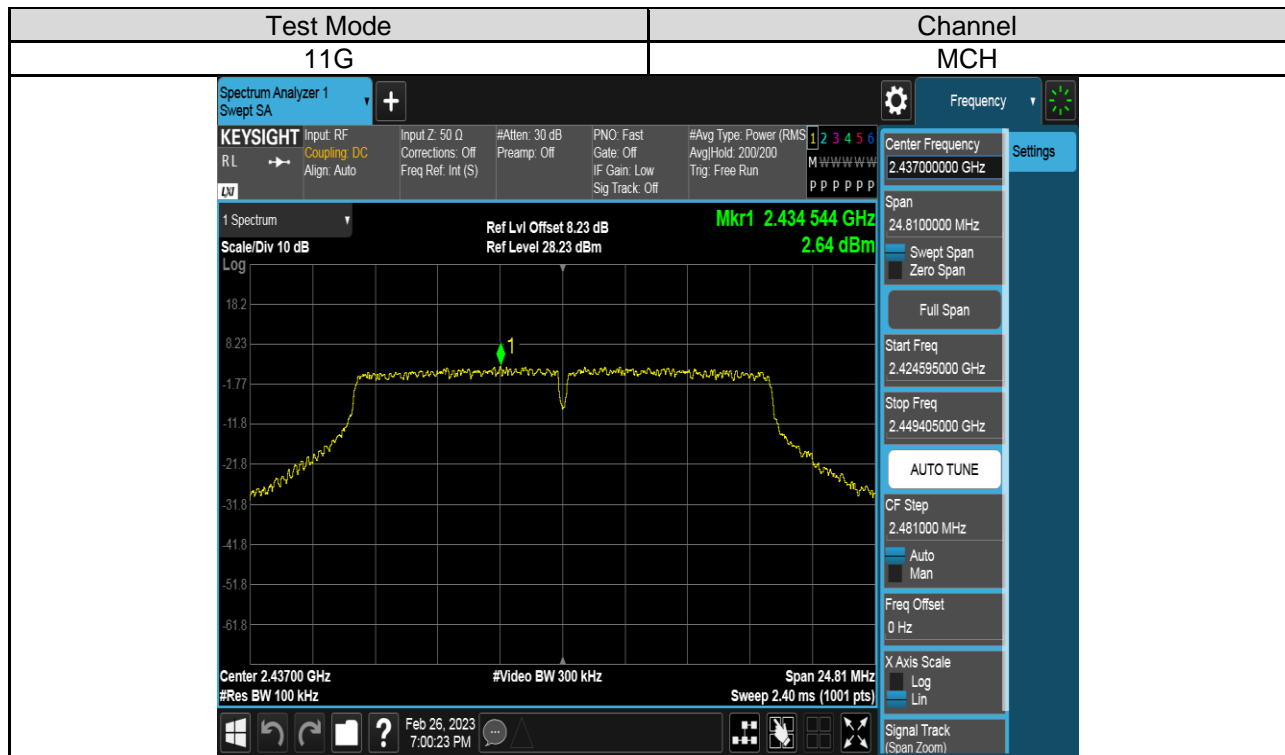 Test Mode Channel
11G MCH
Spectrum Analyzer 1
Swept SA
+
Frequency
KEYSIGHT Input: RF Input Z: 50 Ω #Atten: 30 dB PNO: Fast #Avg Type: Power (RMS 1 2 3 4 5 6
RL Coupling: DC Corrections: Off Preamp: Off Gate: Off Avg|Hold: 200/200 M W W W W W
Align: Auto Freq Ref: Int (S) IF Gain: Low Trig: Free Run
LXI Sig Track: Off P P P P P P
1 Spectrum
Ref Lvl Offset 8.23 dB Mkr1 2.434 544 GHz
Scale/Div 10 dB Ref Level 28.23 dBm 2.64 dBm
Log
18.2
8.23
1
-1.77
-11.8
-21.8
-31.8
-41.8
-51.8
-61.8
Center 2.43700 GHz #Video BW 300 kHz Span 24.81 MHz
#Res BW 100 kHz Sweep 2.40 ms (1001 pts)
?
Feb 26, 2023
7:00:23 PM
Center Frequency
2.437000000 GHz
Settings
Span
24.8100000 MHz
Swept Span
Zero Span
Full Span
Start Freq
2.424595000 GHz
Stop Freq
2.449405000 GHz
AUTO TUNE
CF Step
2.481000 MHz
Auto
Man
Freq Offset
0 Hz
X Axis Scale
Log
Lin
Signal Track
(Span Zoom)